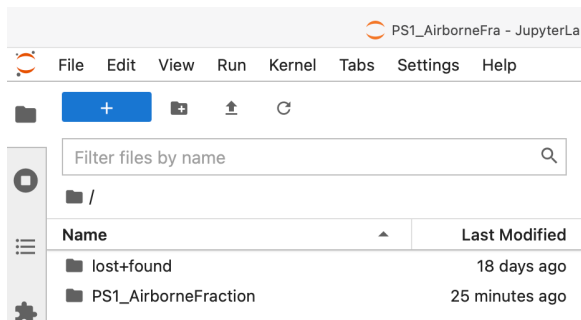 PS1_AirborneFra - JupyterLa
File Edit View Run Kernel Tabs Settings Help
+
Filter files by name
/
Name Last Modified
lost+found 18 days ago
PS1_AirborneFraction 25 minutes ago